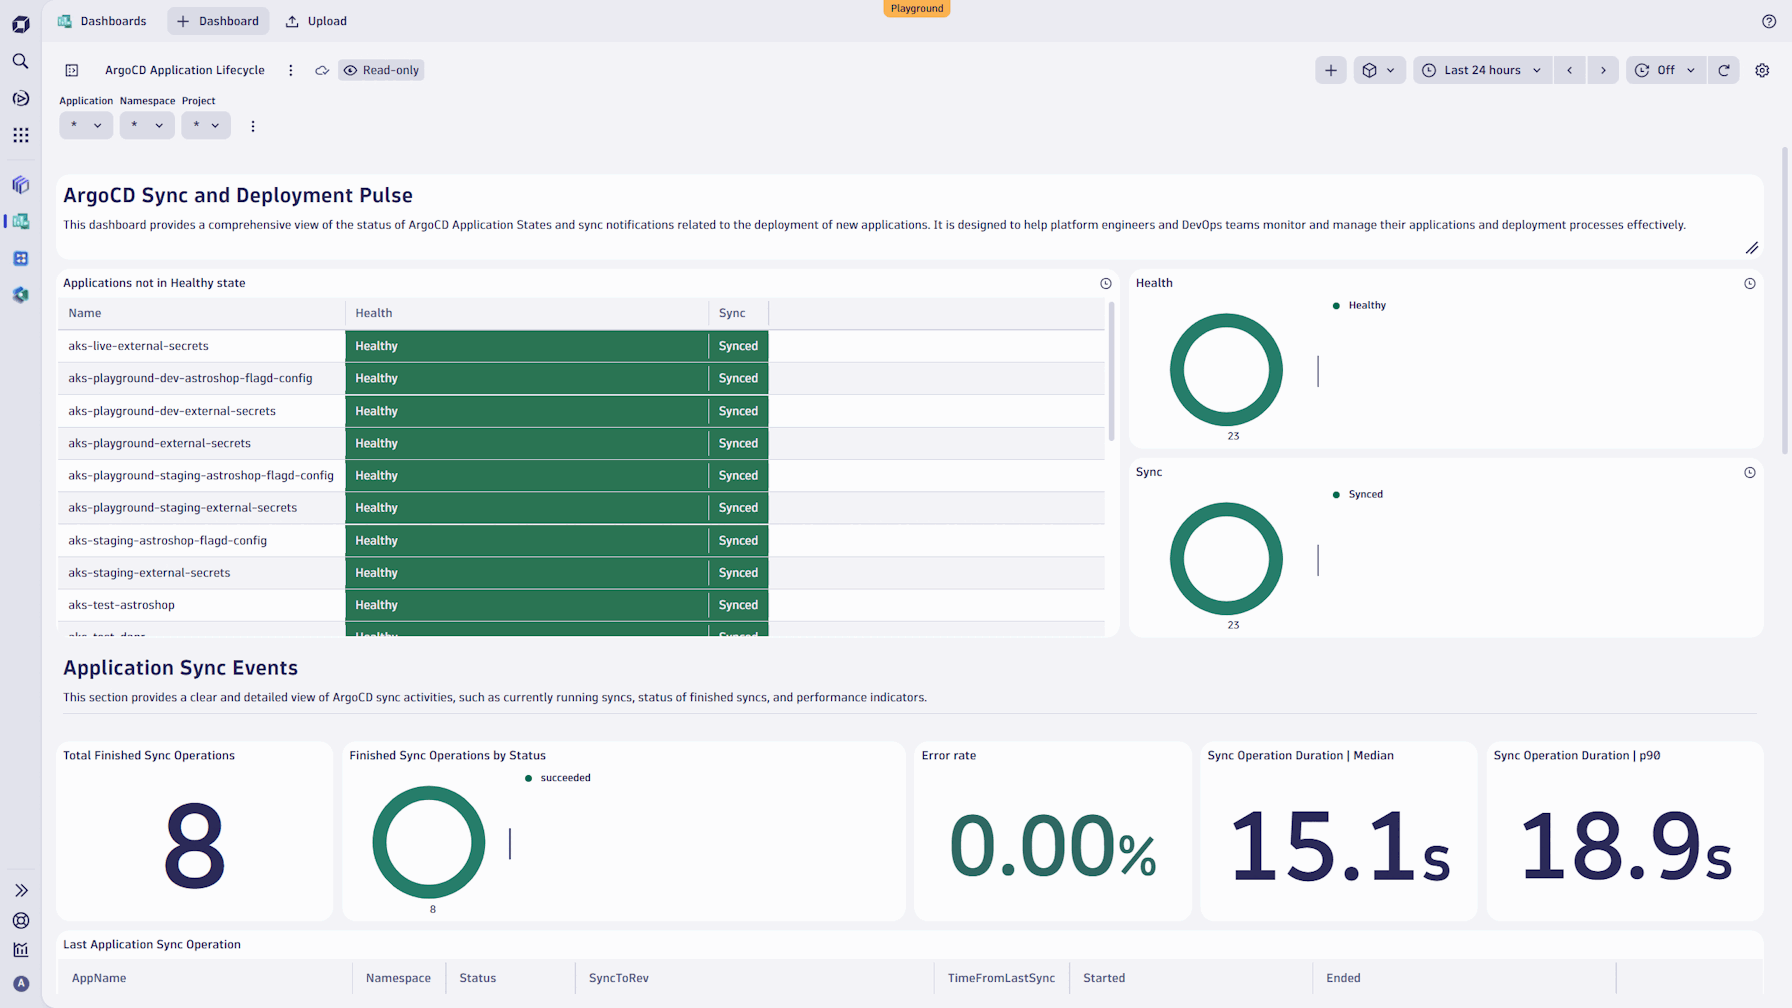 Dashboards
Dashboard
Upload
Playground
ArgoCD Application Lifecycle
Read-only
Last 24 hours
Off
Application Namespace Project
* * *
ArgoCD Sync and Deployment Pulse
This dashboard provides a comprehensive view of the status of ArgoCD Application States and sync notifications related to the deployment of new applications. It is designed to help platform engineers and DevOps teams monitor and manage their applications and deployment processes effectively.
Applications not in Healthy state
Name Health Sync
aks-live-external-secrets Healthy Synced
aks-playground-dev-astroshop-flagd-config Healthy Synced
aks-playground-dev-external-secrets Healthy Synced
aks-playground-external-secrets Healthy Synced
aks-playground-staging-astroshop-flagd-config Healthy Synced
aks-playground-staging-external-secrets Healthy Synced
aks-staging-astroshop-flagd-config Healthy Synced
aks-staging-external-secrets Healthy Synced
aks-test-astroshop Healthy Synced
Healthy Synced
Health
Healthy
23
Sync
Synced
23
Application Sync Events
This section provides a clear and detailed view of ArgoCD sync activities, such as currently running syncs, status of finished syncs, and performance indicators.
Total Finished Sync Operations
8
Finished Sync Operations by Status
succeeded
8
Error rate
0.00%
Sync Operation Duration | Median
15.1s
Sync Operation Duration | p90
18.9s
Last Application Sync Operation
AppName Namespace Status SyncToRev TimeFromLastSync Started Ended
A